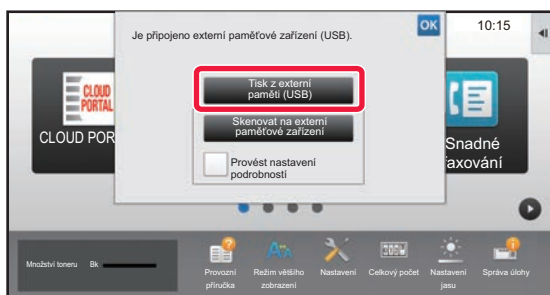 Je připojeno externí paměťové zařízení (USB).
OK
10:15
Tisk z externí
paměti (USB)
Skenovat na externí
paměťové zařízení
Provést nastavení
podrobností
CLOUD
PORTAL
CLOUD POR
Snadné
faxování
Množství toneru Bk
Provozní
příručka
Režim většího
zobrazení
Nastavení
Celkový počet
Nastavení
jasu
Správa úlohy